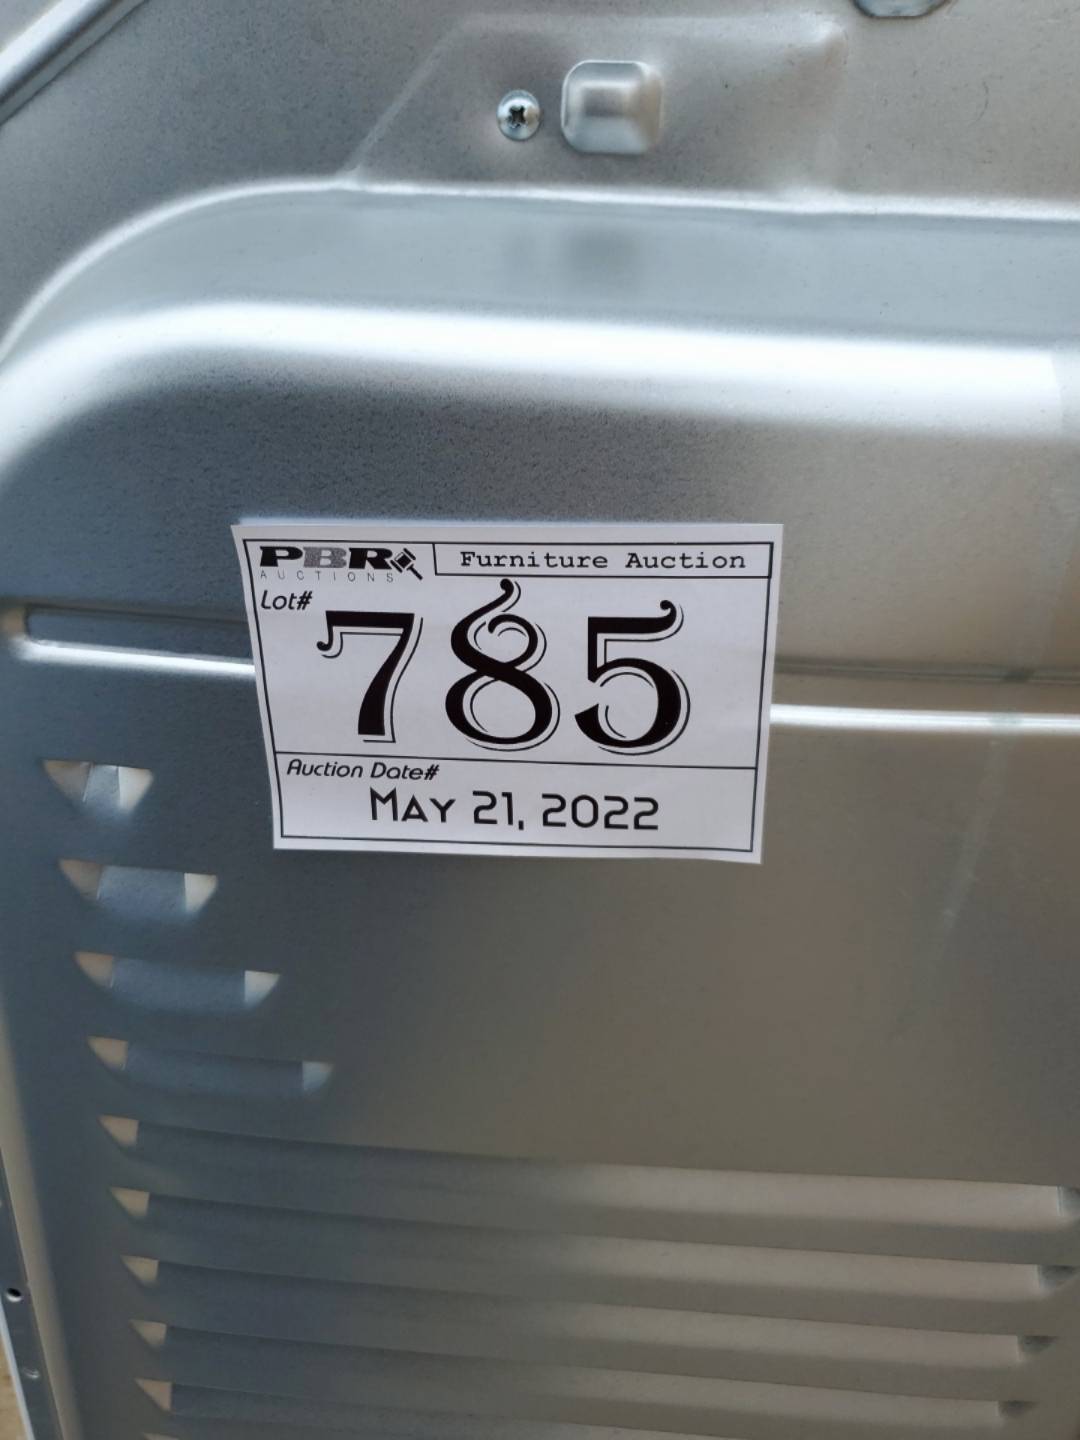 PBR Furniture Auction
AUCTIONS
Lot#
785
Auction Date#
May 21, 2022